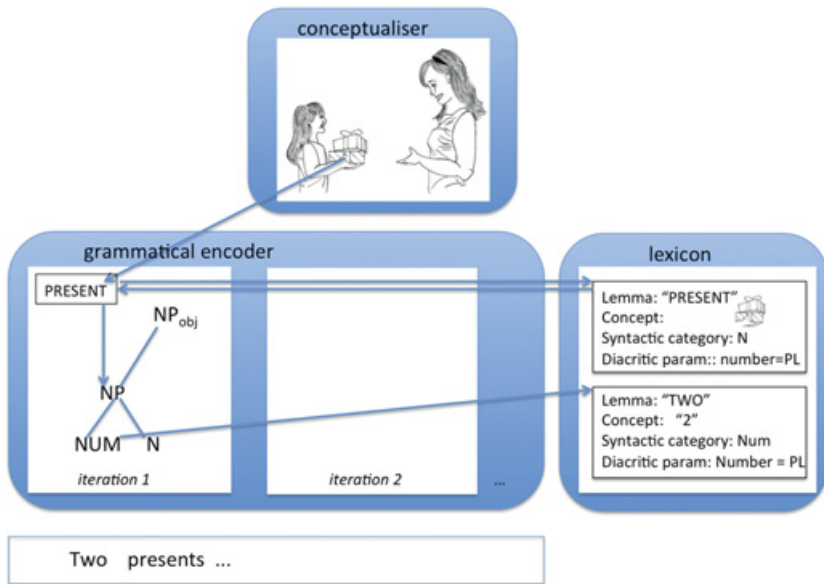 conceptualiser
grammatical encoder
PRESENT
NPobj
NP
NUM N
iteration 1
iteration 2
...
lexicon
Lemma: “PRESENT”
Concept:
Syntactic category: N
Diacritic param:: number=PL
Lemma: “TWO”
Concept: “2”
Syntactic category: Num
Diacritic param: Number = PL
Two presents ...